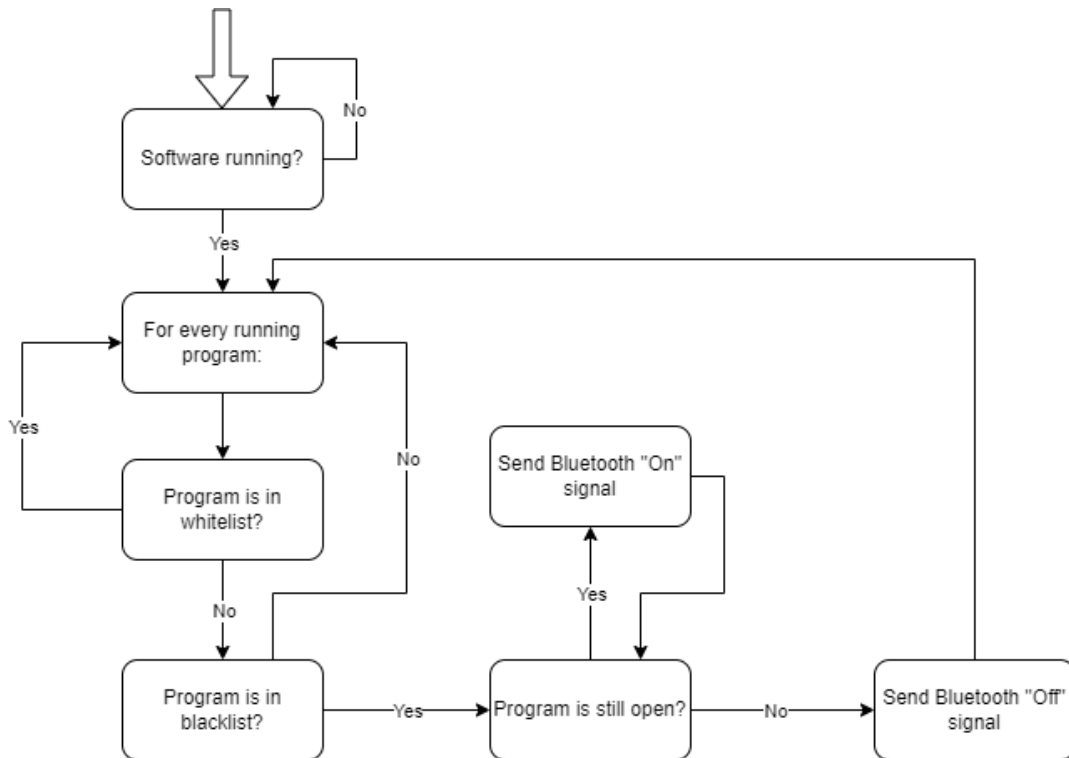 No
Software running?
Yes
For every running
program:
Yes
No
Program is in
whitelist?
Send Bluetooth "On"
signal
No
Yes
Program is in
blacklist?
Yes
Program is still open?
No
Send Bluetooth "Off"
signal